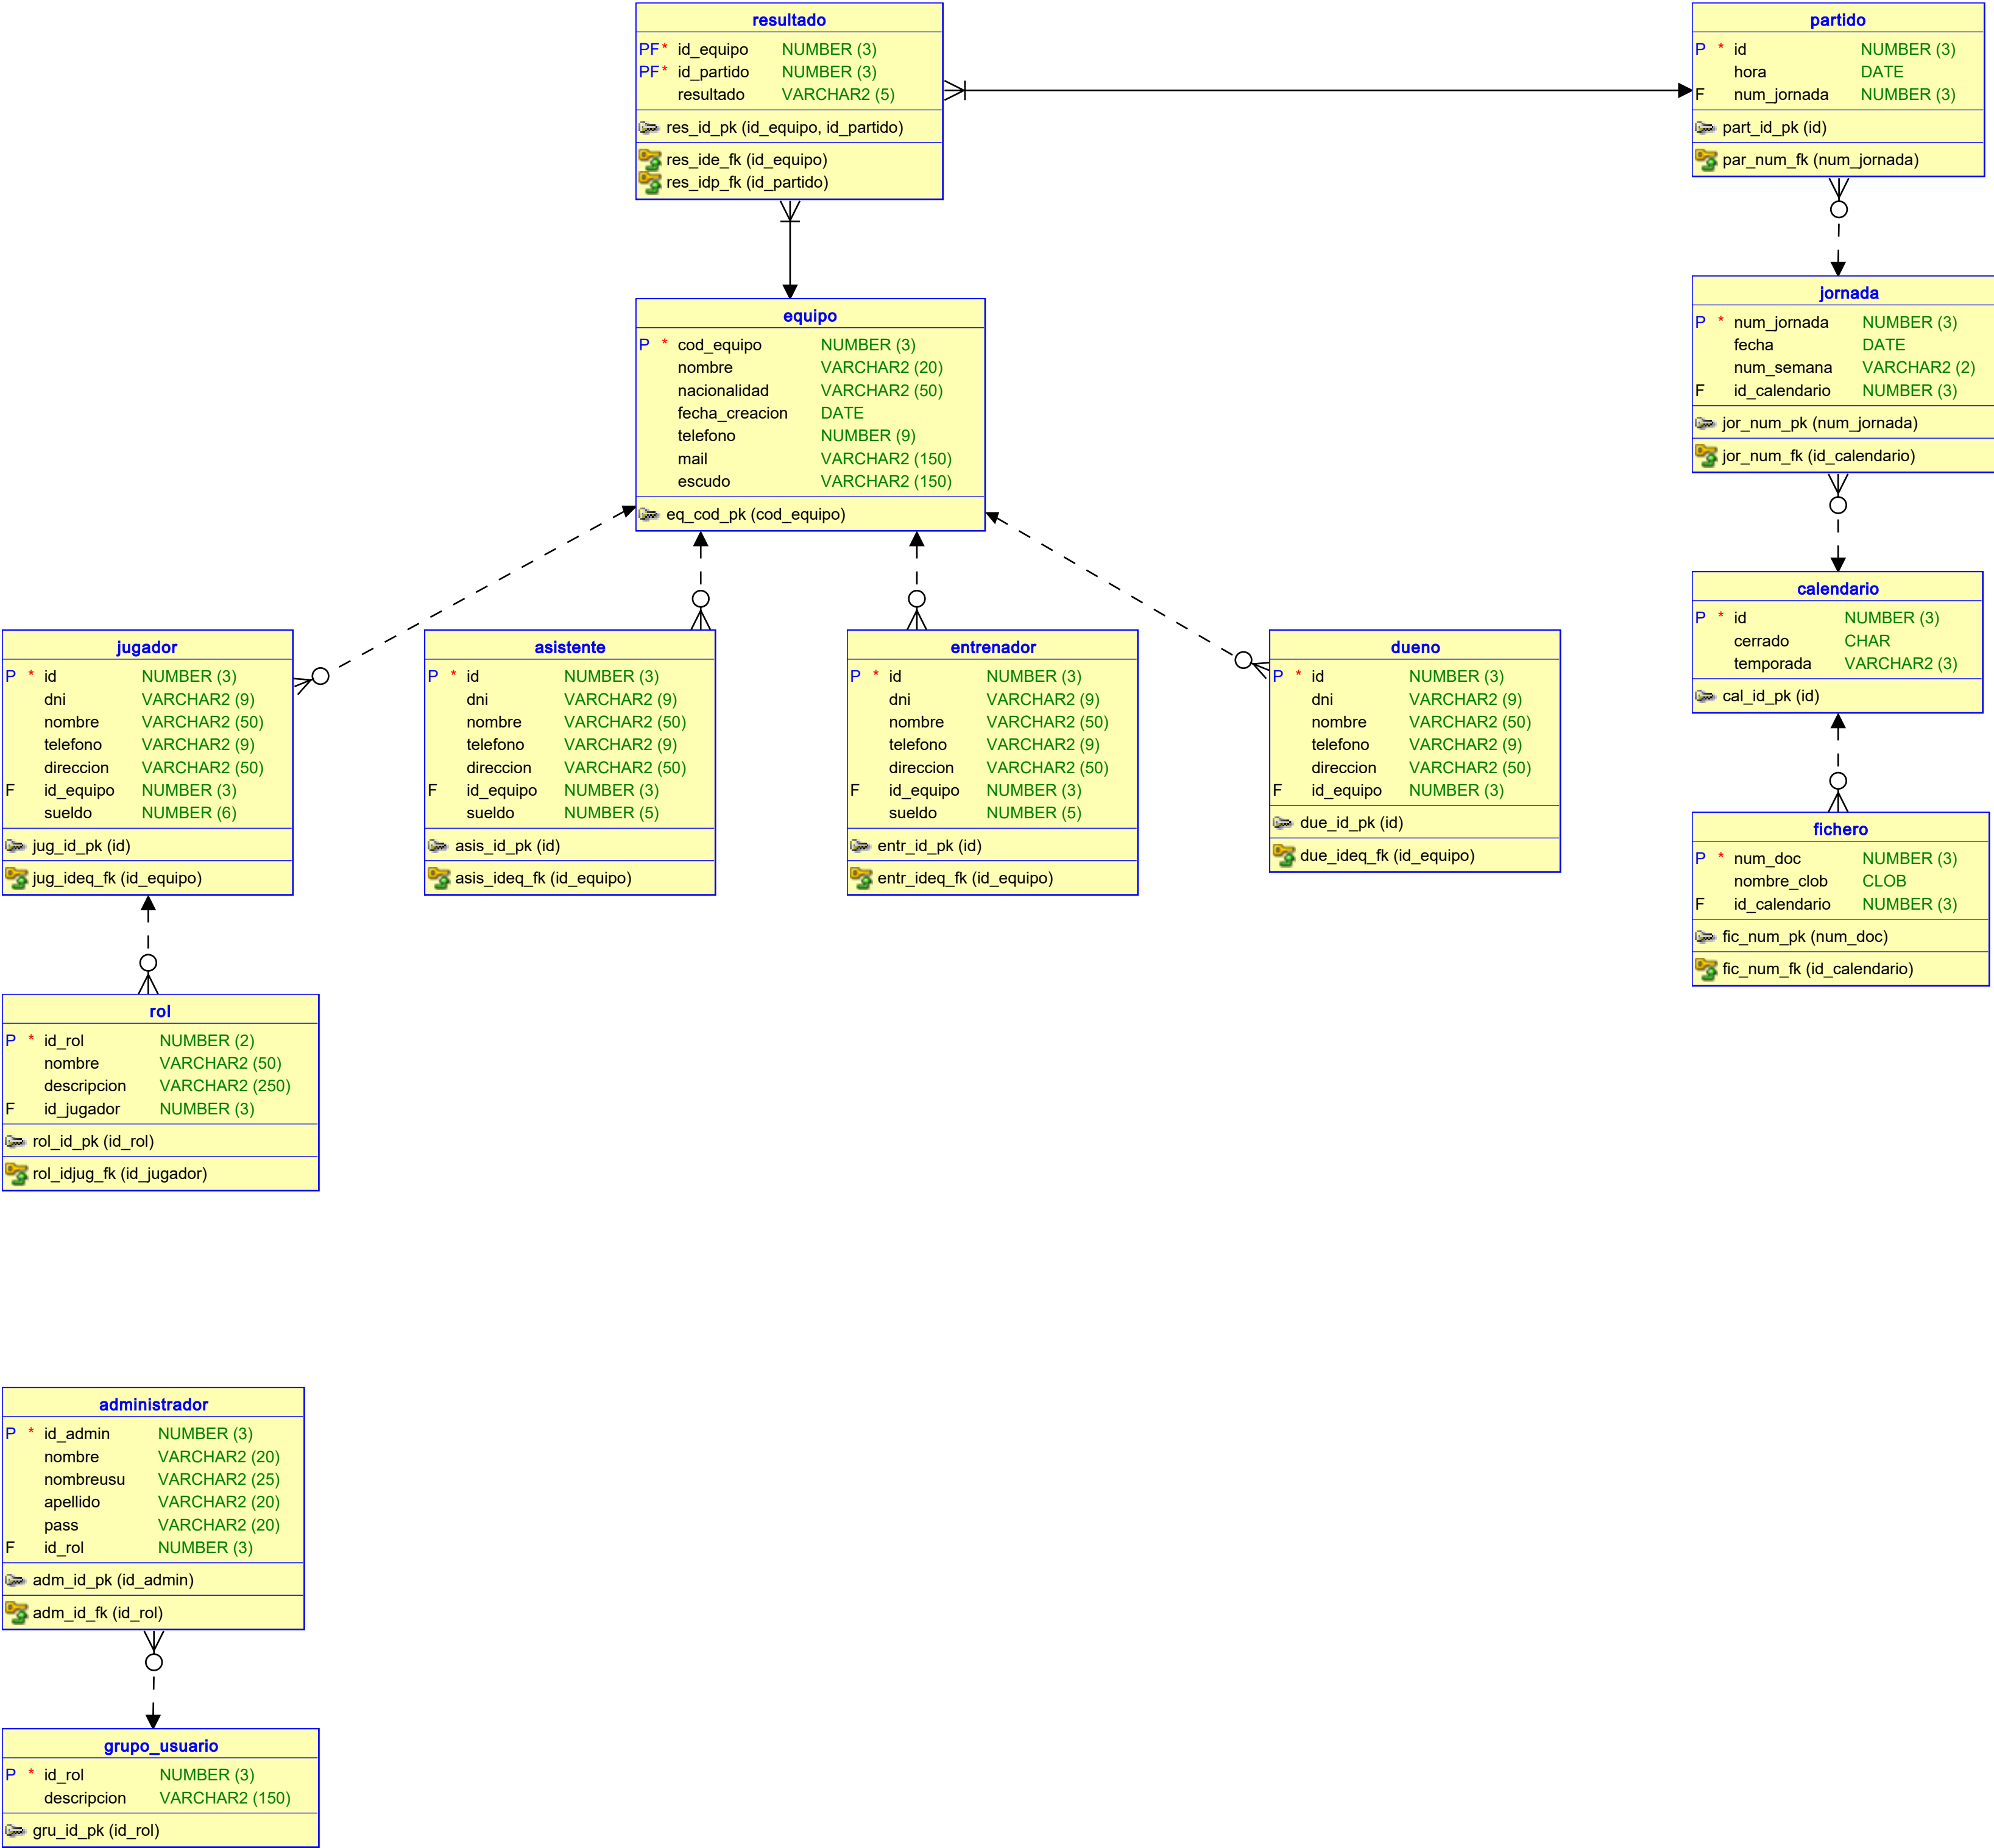 resultado
PF* id_equipo NUMBER (3)
PF* id_partido NUMBER (3)
resultado VARCHAR2 (5)
res_id_pk (id_equipo, id_partido)
res_ide_fk (id_equipo)
res_idp_fk (id_partido)
partido
P * id NUMBER (3)
hora DATE
F num_jornada NUMBER (3)
part_id_pk (id)
par_num_fk (num_jornada)
equipo
P * cod_equipo NUMBER (3)
nombre VARCHAR2 (20)
nacionalidad VARCHAR2 (50)
fecha_creacion DATE
telefono NUMBER (9)
mail VARCHAR2 (150)
escudo VARCHAR2 (150)
eq_cod_pk (cod_equipo)
jornada
P * num_jornada NUMBER (3)
fecha DATE
num_semana VARCHAR2 (2)
F id_calendario NUMBER (3)
jor_num_pk (num_jornada)
jor_num_fk (id_calendario)
calendario
P * id NUMBER (3)
cerrado CHAR
temporada VARCHAR2 (3)
cal_id_pk (id)
jugador
P * id NUMBER (3)
dni VARCHAR2 (9)
nombre VARCHAR2 (50)
telefono VARCHAR2 (9)
direccion VARCHAR2 (50)
F id_equipo NUMBER (3)
sueldo NUMBER (6)
jug_id_pk (id)
jug_ideq_fk (id_equipo)
asistente
P * id NUMBER (3)
dni VARCHAR2 (9)
nombre VARCHAR2 (50)
telefono VARCHAR2 (9)
direccion VARCHAR2 (50)
F id_equipo NUMBER (3)
sueldo NUMBER (5)
asis_id_pk (id)
asis_ideq_fk (id_equipo)
entrenador
P * id NUMBER (3)
dni VARCHAR2 (9)
nombre VARCHAR2 (50)
telefono VARCHAR2 (9)
direccion VARCHAR2 (50)
F id_equipo NUMBER (3)
sueldo NUMBER (5)
entr_id_pk (id)
entr_ideq_fk (id_equipo)
dueno
P * id NUMBER (3)
dni VARCHAR2 (9)
nombre VARCHAR2 (50)
telefono VARCHAR2 (9)
direccion VARCHAR2 (50)
F id_equipo NUMBER (3)
due_id_pk (id)
due_ideq_fk (id_equipo)
fichero
P * num_doc NUMBER (3)
nombre_clob CLOB
F id_calendario NUMBER (3)
fic_num_pk (num_doc)
fic_num_fk (id_calendario)
rol
P * id_rol NUMBER (2)
nombre VARCHAR2 (50)
descripcion VARCHAR2 (250)
F id_jugador NUMBER (3)
rol_id_pk (id_rol)
rol_idjug_fk (id_jugador)
administrador
P * id_admin NUMBER (3)
nombre VARCHAR2 (20)
nombreusu VARCHAR2 (25)
apellido VARCHAR2 (20)
pass VARCHAR2 (20)
F id_rol NUMBER (3)
adm_id_pk (id_admin)
adm_id_fk (id_rol)
grupo_usuario
P * id_rol NUMBER (3)
descripcion VARCHAR2 (150)
gru_id_pk (id_rol)